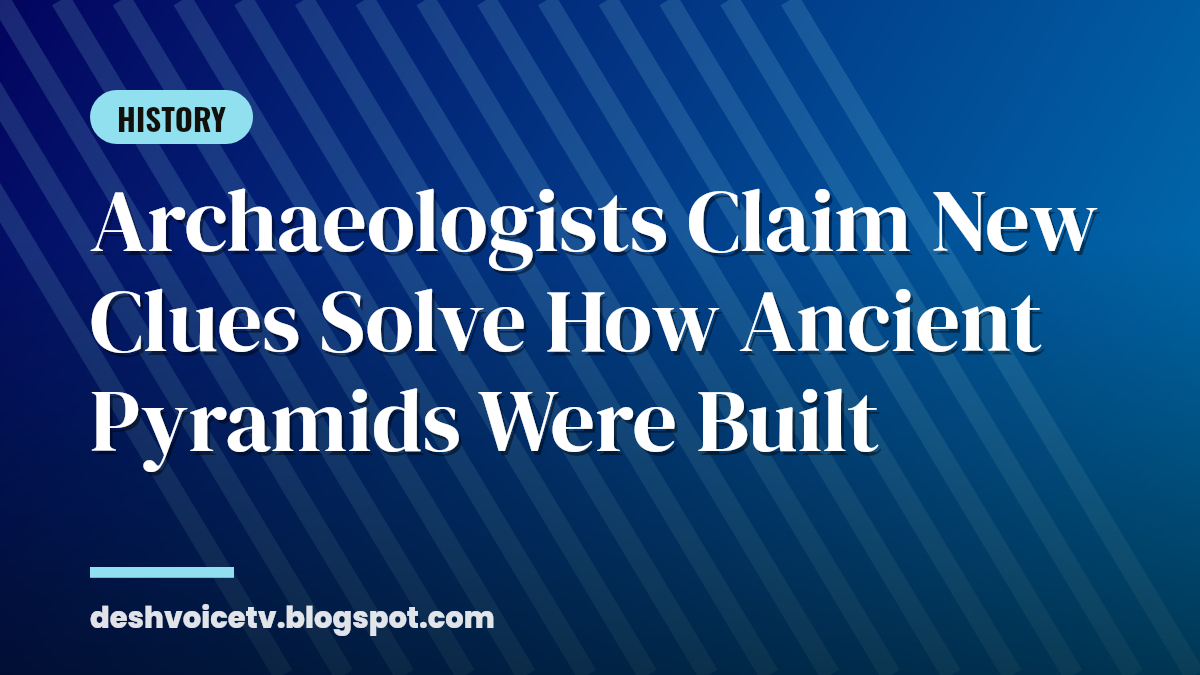 HISTORY
Archaeologists Claim New
Clues Solve How Ancient
Pyramids Were Built
deshvoicetv.blogspot.com